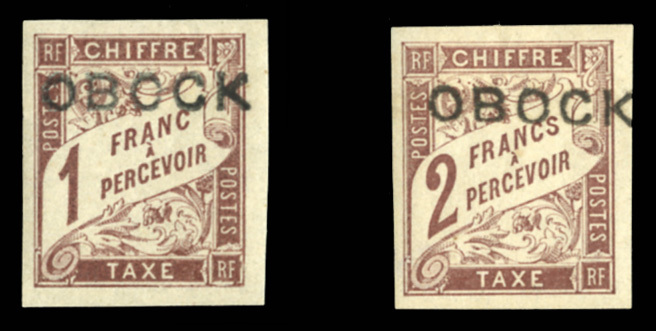 RF CHIFFRE
OBOCK
POSTES
1 FRANC
À
PERCEVOIR
POSTES
TAXE RF
RF CHIFFRE
OBOCK
POSTES
2 FRANCS
À
PERCEVOIR
POSTES
TAXE RF